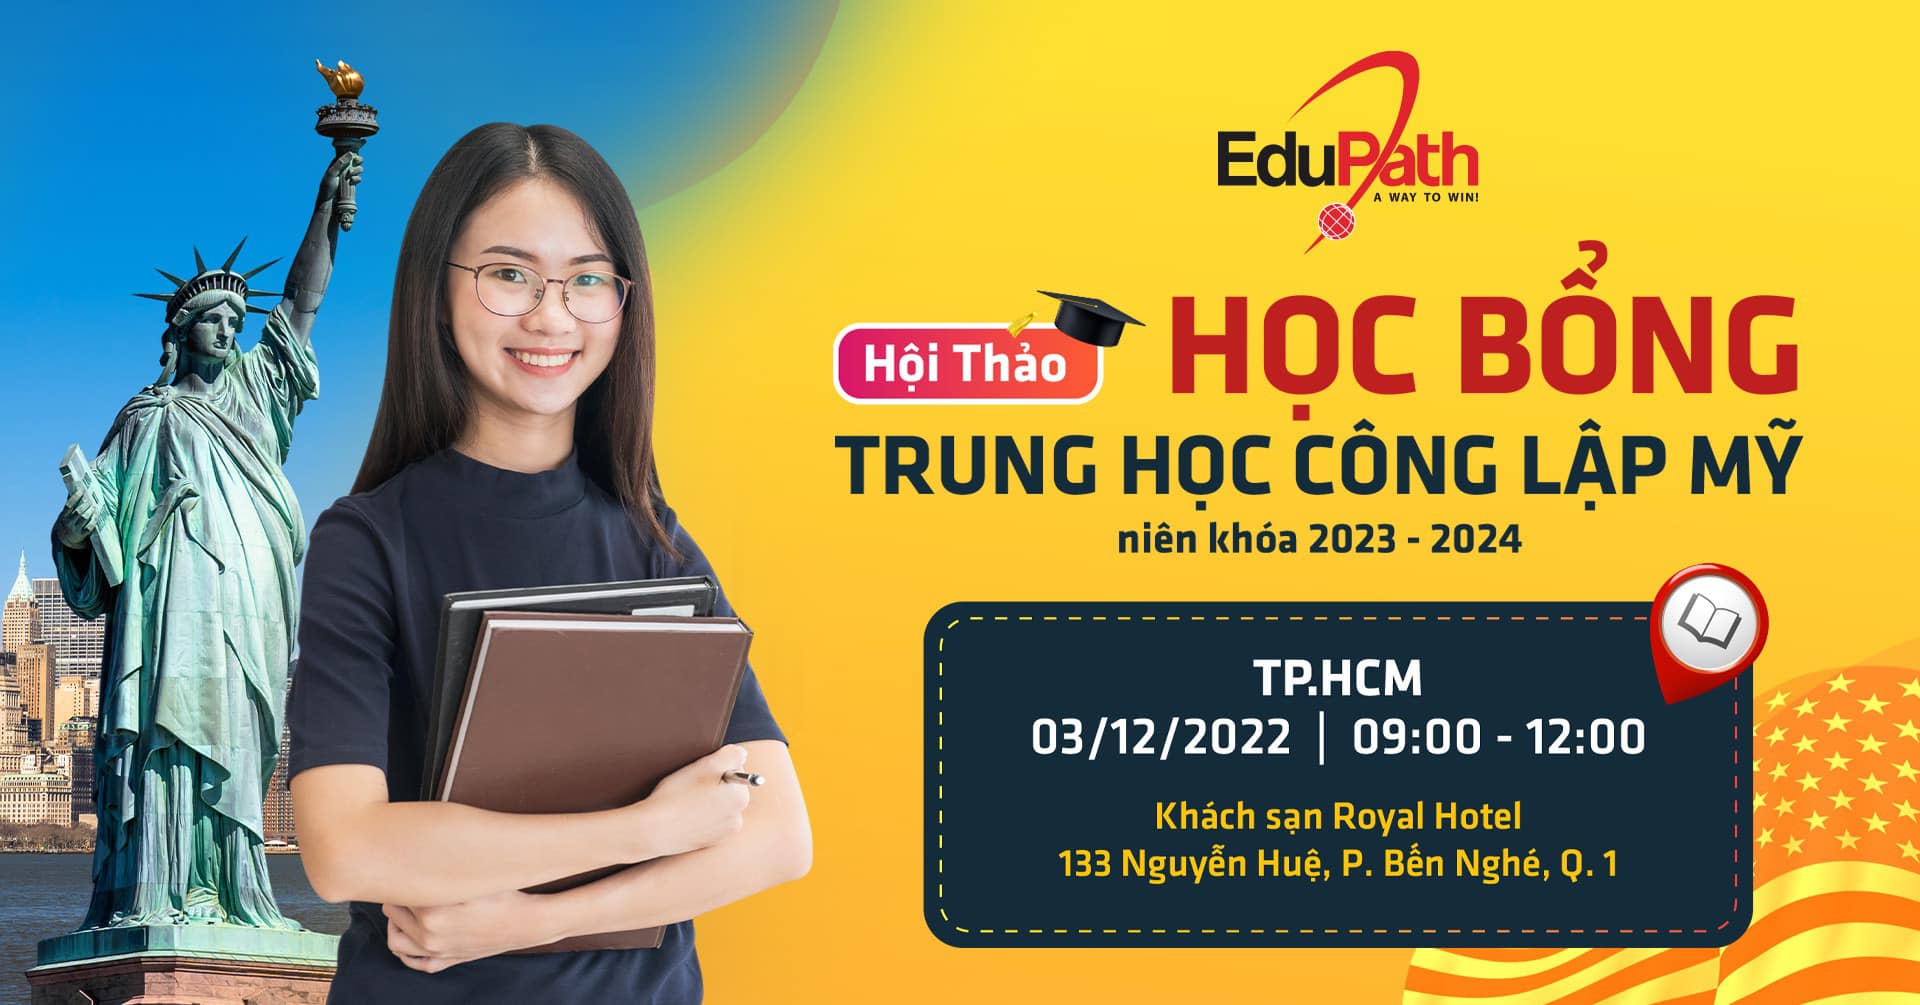 EduPath
A WAY TO WIN!
Hội Thảo
HỌC BỔNG
TRUNG HỌC CÔNG LẬP MỸ
niên khóa 2023 - 2024
TP.HCM
03/12/2022 | 09:00 - 12:00
Khách sạn Royal Hotel
133 Nguyễn Huệ, P. Bến Nghé, Q. 1